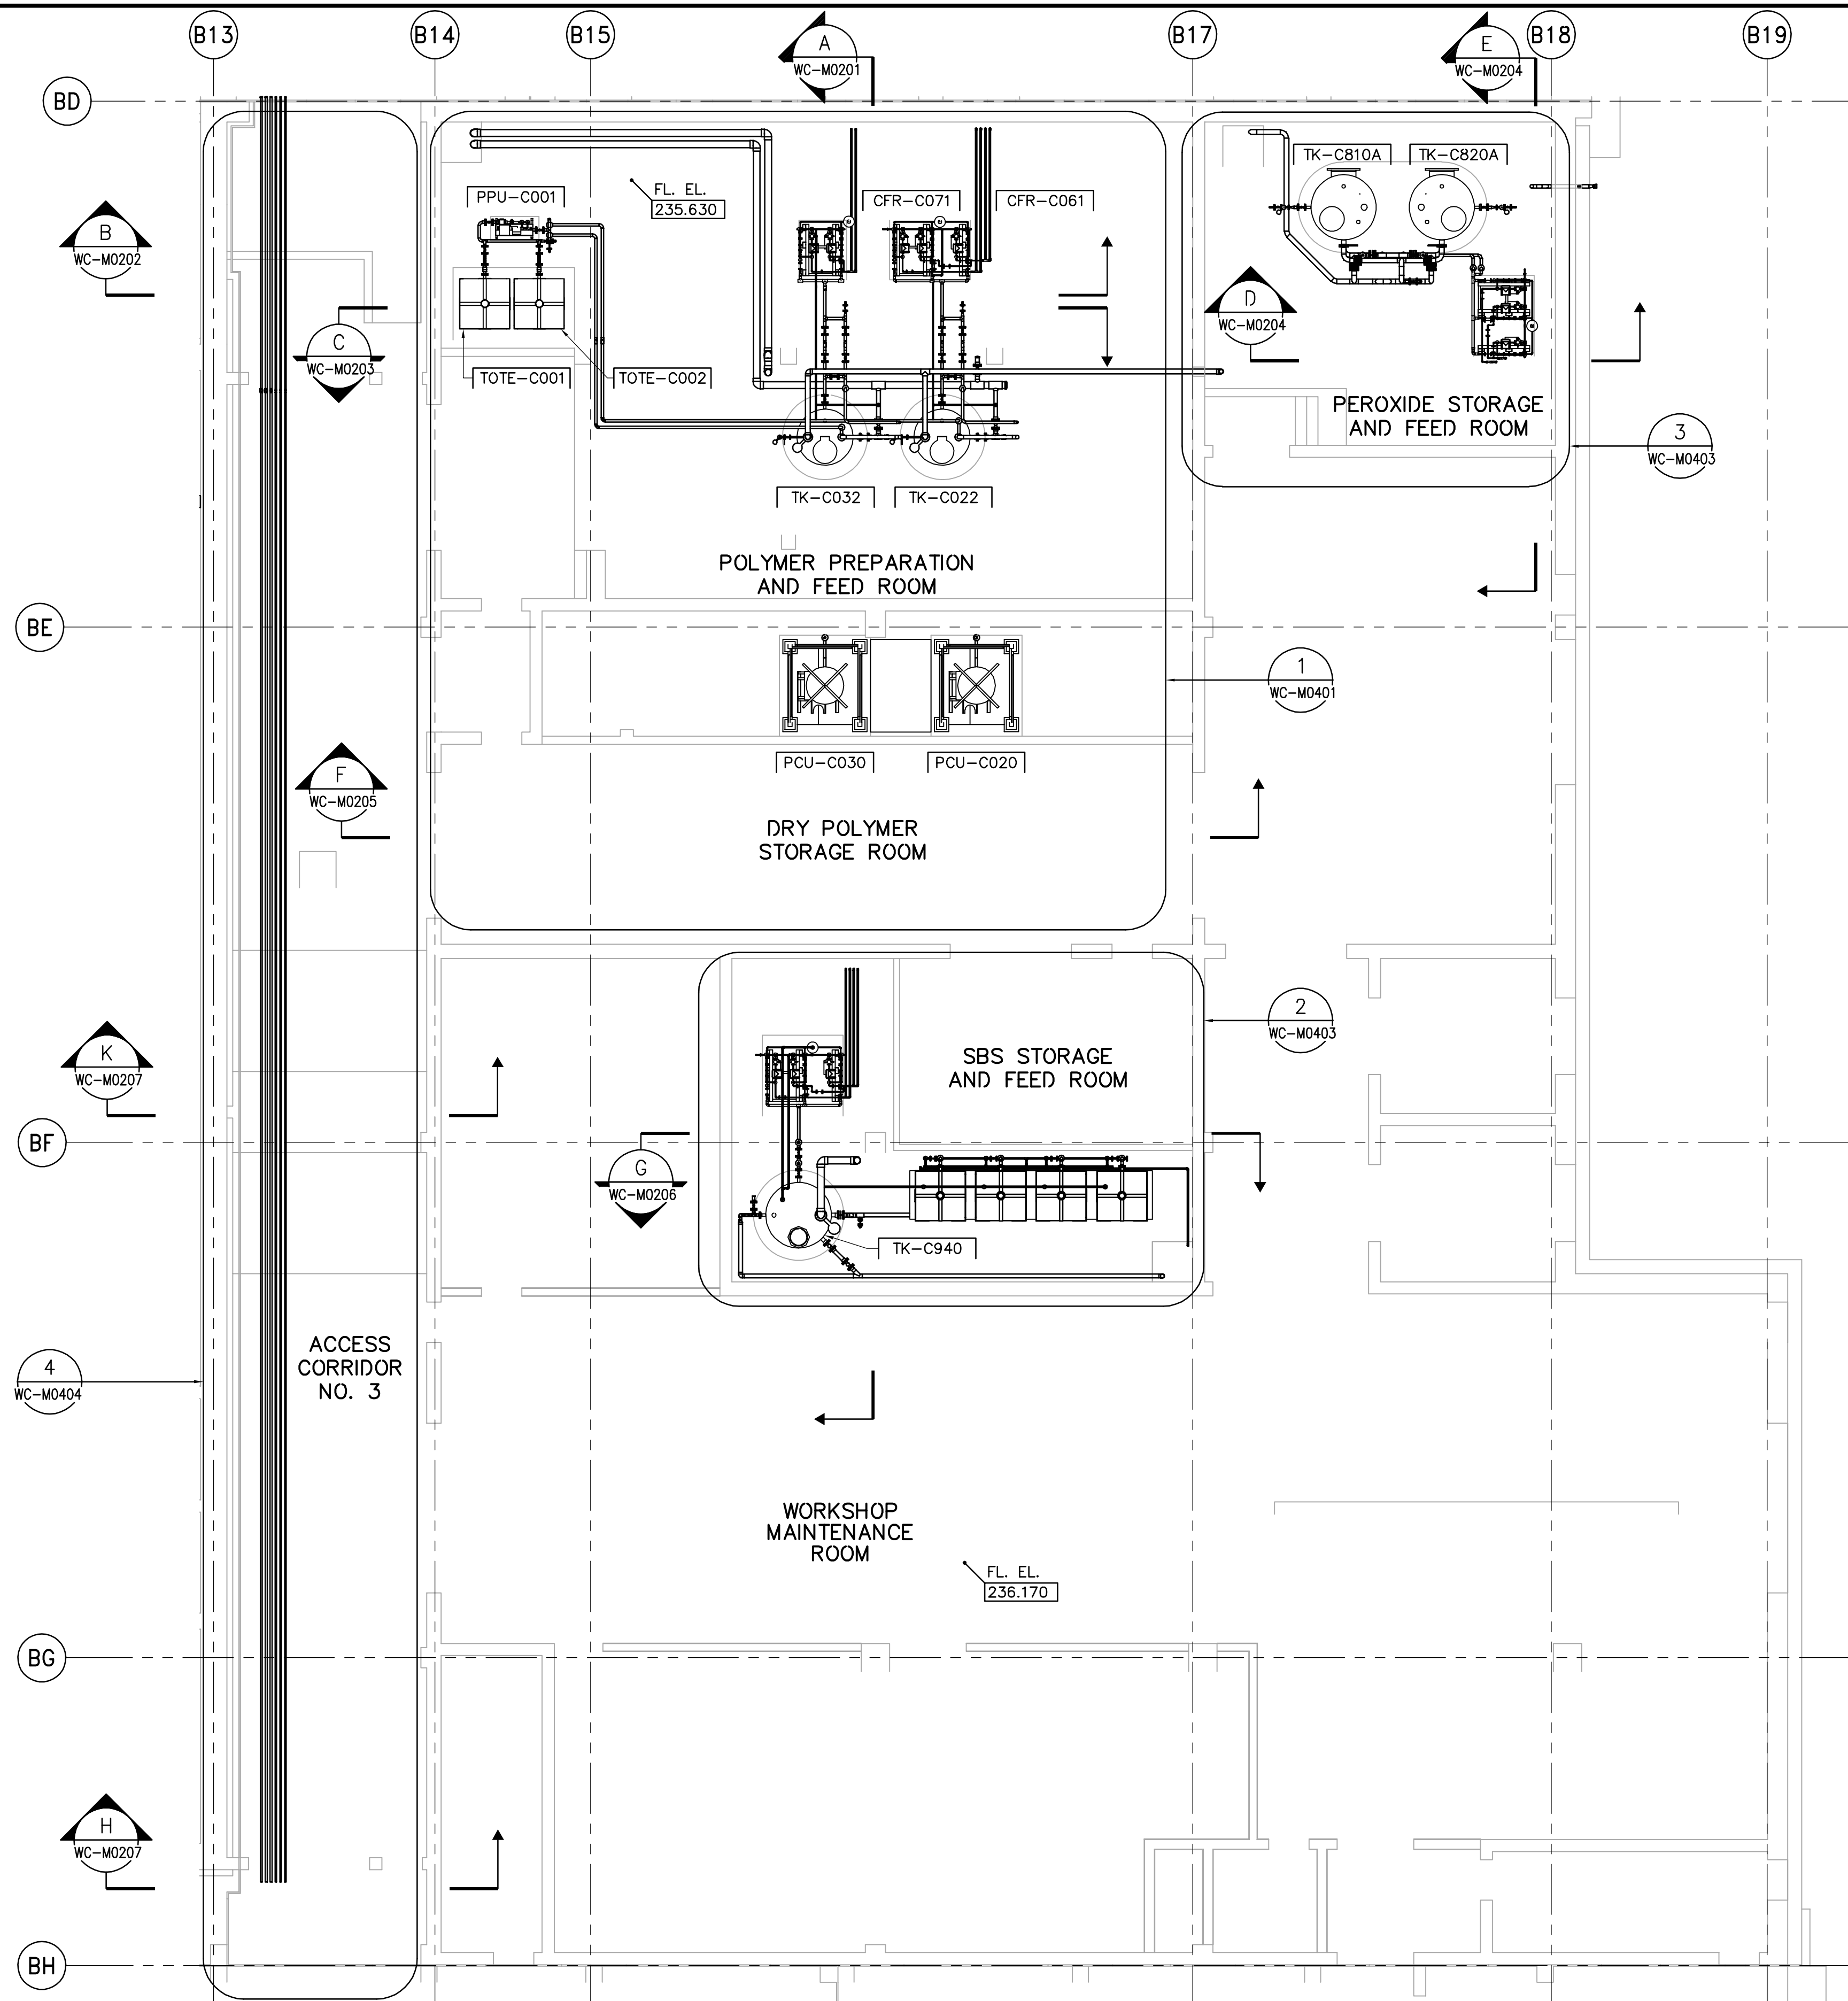 B13
B14
B15
A
WC-M0201
B17
E
WC-M0204
B18
B19
BD
TK-C810A
TK-C820A
PPU-C001
FL. EL.
235.630
CFR-C071
CFR-C061
B
WC-M0202
D
WC-M0204
C
WC-M0203
TOTE-C001
TOTE-C002
PEROXIDE STORAGE
AND FEED ROOM
3
WC-M0403
TK-C032
TK-C022
POLYMER PREPARATION
AND FEED ROOM
BE
1
WC-M0401
PCU-C030
PCU-C020
F
WC-M0205
DRY POLYMER
STORAGE ROOM
2
WC-M0403
K
WC-M0207
SBS STORAGE
AND FEED ROOM
BF
G
WC-M0206
TK-C940
ACCESS
CORRIDOR
NO. 3
4
WC-M0404
WORKSHOP
MAINTENANCE
ROOM
FL. EL.
236.170
BG
H
WC-M0207
BH